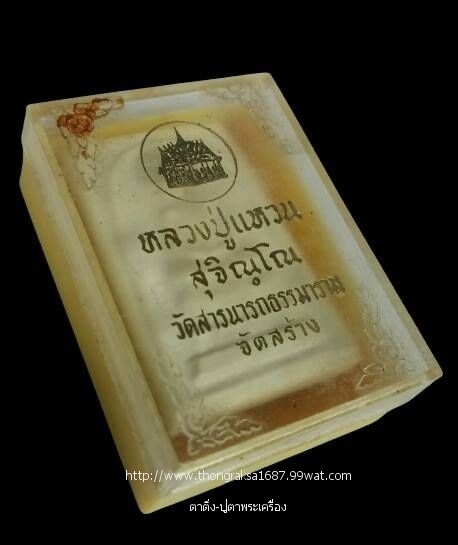 หลวงปู่แหวน
สุจิณฺโณ
วัดสารนารถธรรมาราม
จัดสร้าง
http://www.thongraksa1687.99wat.com
ตาดึ๋ง-ปูตาพระเครื่อง